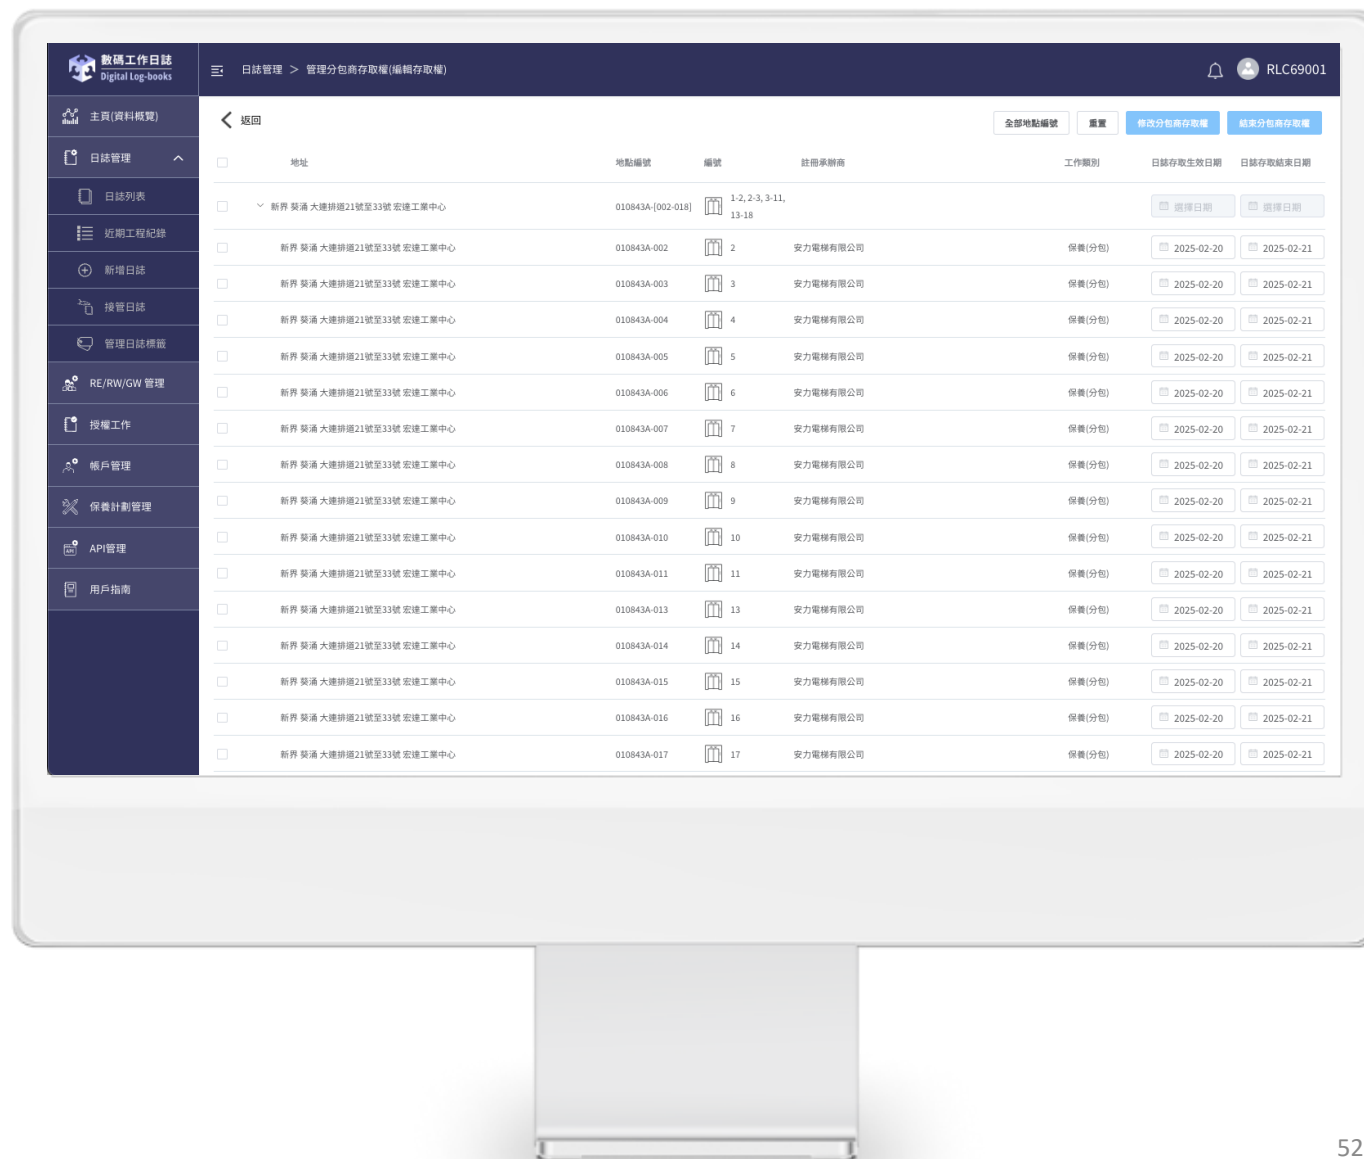 數碼工作日誌
Digital Log-books
日誌管理 > 管理分包商存取權(編輯存取權)
RLC69001
主頁(資料概覽)
日誌管理
日誌列表
近期工程紀錄
新增日誌
接管日誌
管理日誌標籤
RE/RW/GW 管理
授權工作
帳戶管理
保養計劃管理
API管理
用戶指南
返回
全部地點編號 重置 修改分包商存取權 結束分包商存取權
地址 地點編號 編號 註冊承辦商 工作類別 日誌存取生效日期 日誌存取結束日期
新界 葵涌 大連排道21號至33號 宏達工業中心 010843A-[002-018] 1-2, 2-3, 3-11, 選擇日期 選擇日期
13-18
新界 葵涌 大連排道21號至33號 宏達工業中心 010843A-002 2 安力電梯有限公司 保養(分包) 2025-02-20 2025-02-21
新界 葵涌 大連排道21號至33號 宏達工業中心 010843A-003 3 安力電梯有限公司 保養(分包) 2025-02-20 2025-02-21
新界 葵涌 大連排道21號至33號 宏達工業中心 010843A-004 4 安力電梯有限公司 保養(分包) 2025-02-20 2025-02-21
新界 葵涌 大連排道21號至33號 宏達工業中心 010843A-005 5 安力電梯有限公司 保養(分包) 2025-02-20 2025-02-21
新界 葵涌 大連排道21號至33號 宏達工業中心 010843A-006 6 安力電梯有限公司 保養(分包) 2025-02-20 2025-02-21
新界 葵涌 大連排道21號至33號 宏達工業中心 010843A-007 7 安力電梯有限公司 保養(分包) 2025-02-20 2025-02-21
新界 葵涌 大連排道21號至33號 宏達工業中心 010843A-008 8 安力電梯有限公司 保養(分包) 2025-02-20 2025-02-21
新界 葵涌 大連排道21號至33號 宏達工業中心 010843A-009 9 安力電梯有限公司 保養(分包) 2025-02-20 2025-02-21
新界 葵涌 大連排道21號至33號 宏達工業中心 010843A-010 10 安力電梯有限公司 保養(分包) 2025-02-20 2025-02-21
新界 葵涌 大連排道21號至33號 宏達工業中心 010843A-011 11 安力電梯有限公司 保養(分包) 2025-02-20 2025-02-21
新界 葵涌 大連排道21號至33號 宏達工業中心 010843A-013 13 安力電梯有限公司 保養(分包) 2025-02-20 2025-02-21
新界 葵涌 大連排道21號至33號 宏達工業中心 010843A-014 14 安力電梯有限公司 保養(分包) 2025-02-20 2025-02-21
新界 葵涌 大連排道21號至33號 宏達工業中心 010843A-015 15 安力電梯有限公司 保養(分包) 2025-02-20 2025-02-21
新界 葵涌 大連排道21號至33號 宏達工業中心 010843A-016 16 安力電梯有限公司 保養(分包) 2025-02-20 2025-02-21
新界 葵涌 大連排道21號至33號 宏達工業中心 010843A-017 17 安力電梯有限公司 保養(分包) 2025-02-20 2025-02-21
52